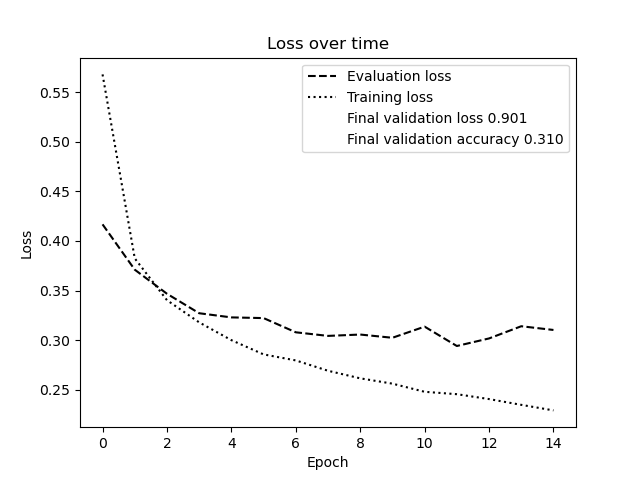 Loss over time
Evaluation loss
Training loss
Final validation loss 0.901
Final validation accuracy 0.310
Loss
0.55
0.50
0.45
0.40
0.35
0.30
0.25
0 2 4 6 8 10 12 14
Epoch